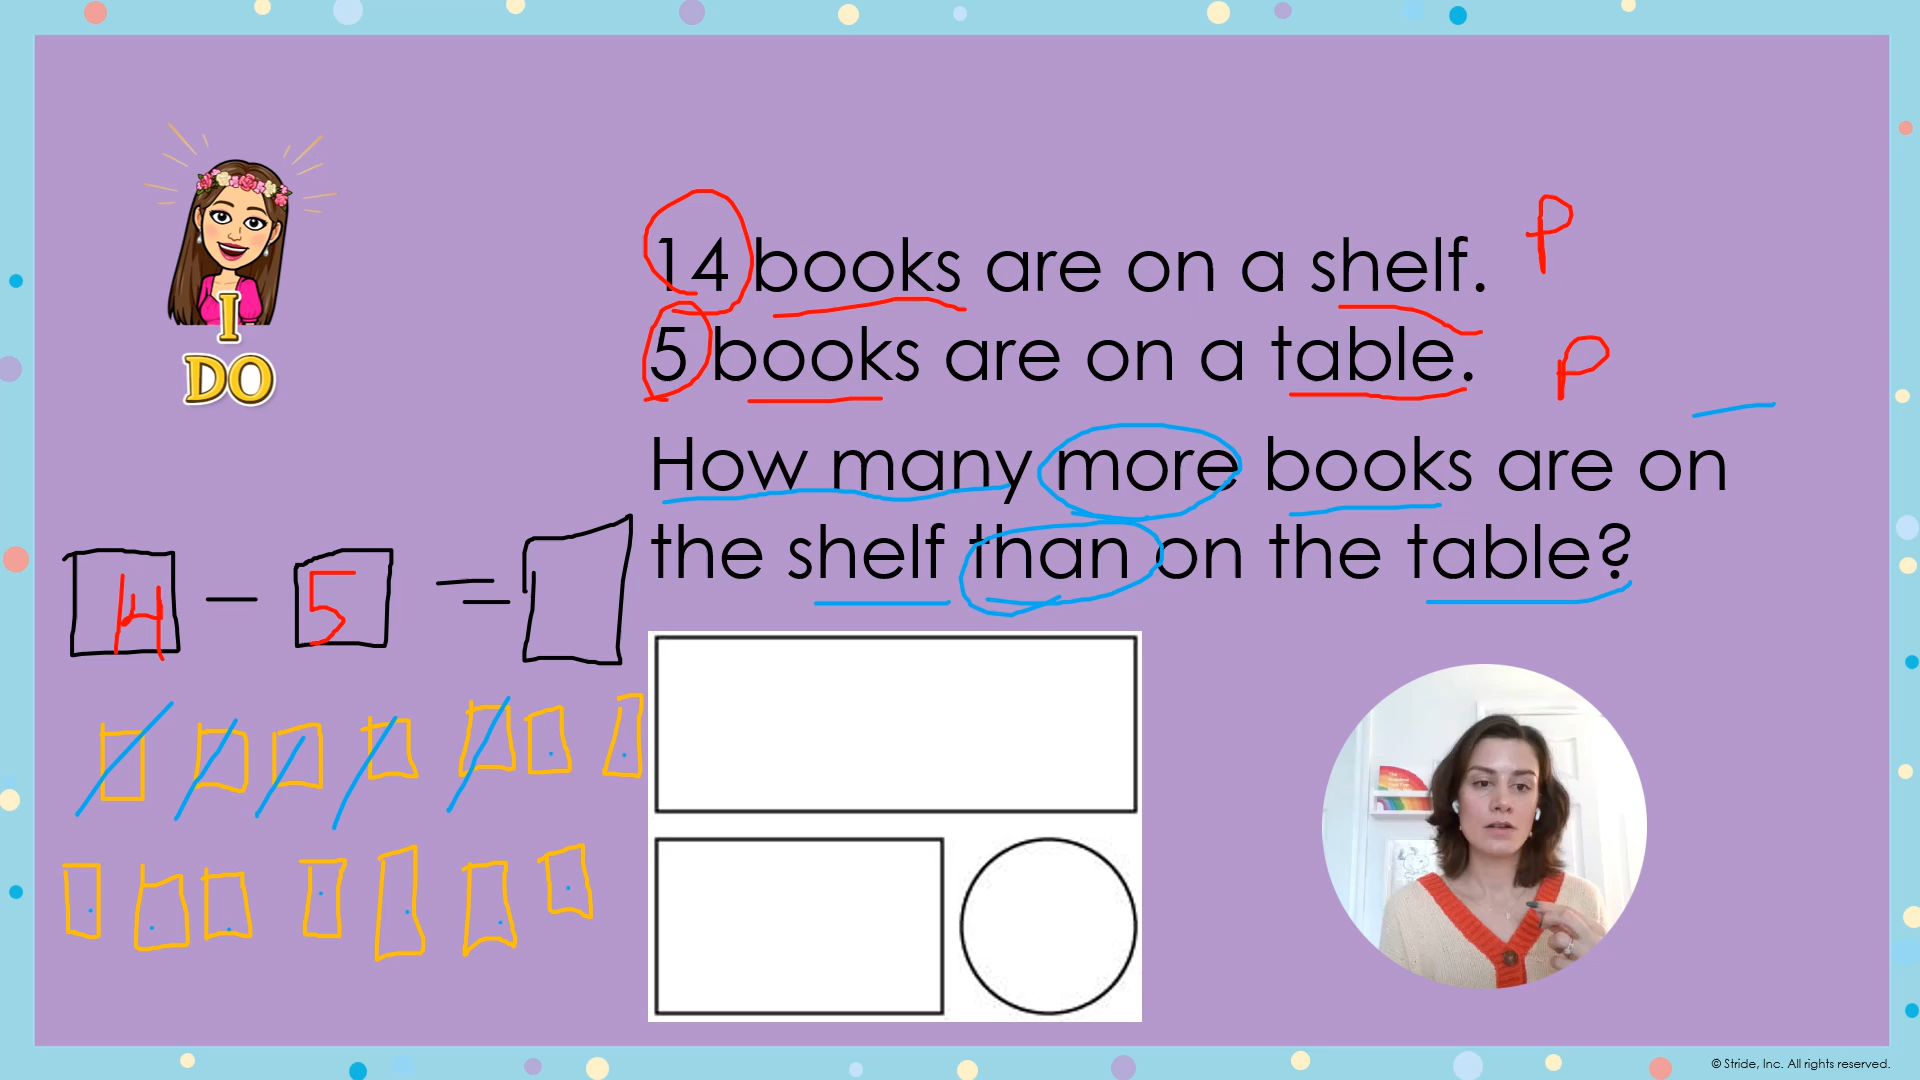 I
DO
14 books are on a shelf. P
5 books are on a table. P
How many more books are on
the shelf than on the table?
14 - 5 =
© Stride, Inc. All rights reserved.